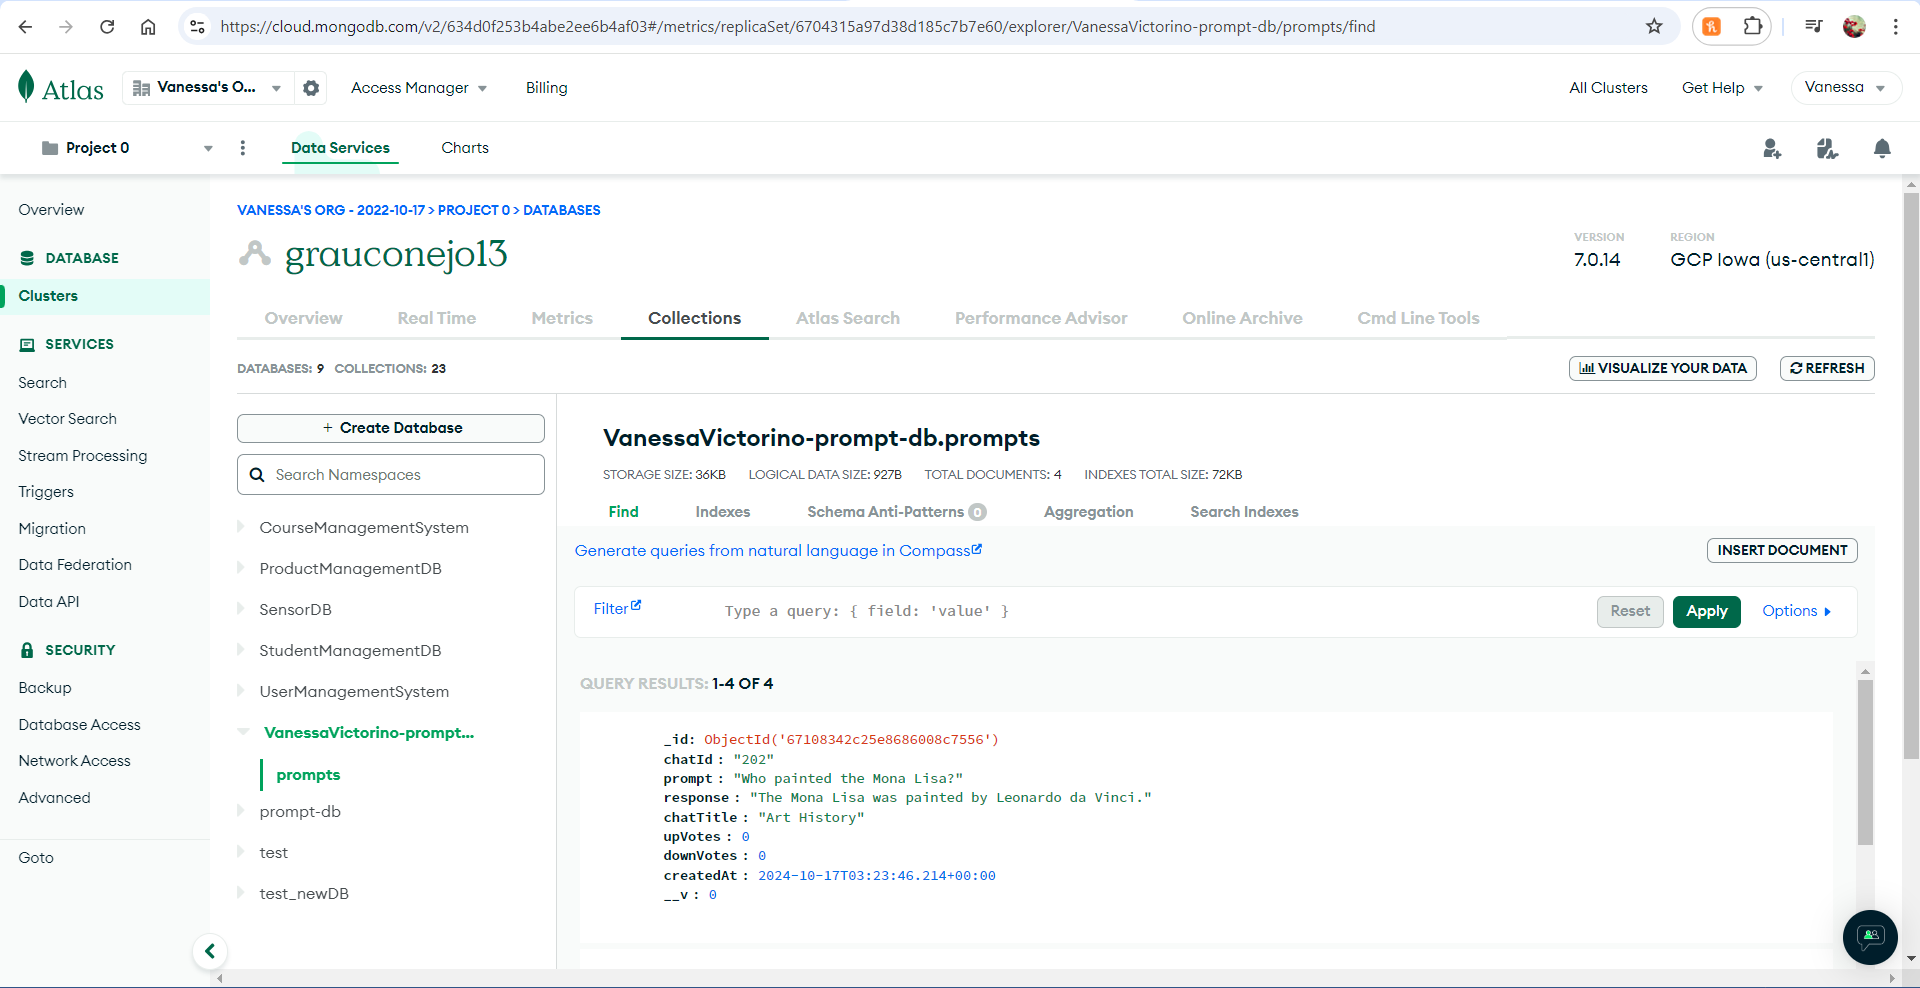 https://cloud.mongodb.com/v2/634d0f253b4abe2ee6b4af03#/metrics/replicaSet/6704315a97d38d185c7b7e60/explorer/VanessaVictorino-prompt-db/prompts/find
Atlas
Vanessa's O...
Access Manager
Billing
All Clusters
Get Help
Vanessa
Project 0
Data Services
Charts
Overview
DATABASE
Clusters
SERVICES
Search
Vector Search
Stream Processing
Triggers
Migration
Data Federation
Data API
SECURITY
Backup
Database Access
Network Access
Advanced
Goto
VANESSA'S ORG - 2022-10-17 > PROJECT 0 > DATABASES
grauconejo13
VERSION
7.0.14
REGION
GCP Iowa (us-central1)
Overview
Real Time
Metrics
Collections
Atlas Search
Performance Advisor
Online Archive
Cmd Line Tools
DATABASES: 9 COLLECTIONS: 23
VISUALIZE YOUR DATA
REFRESH
+ Create Database
Search Namespaces
CourseManagementSystem
ProductManagementDB
SensorDB
StudentManagementDB
UserManagementSystem
VanessaVictorino-prompt...
prompts
prompt-db
test
test_newDB
VanessaVictorino-prompt-db.prompts
STORAGE SIZE: 36KB LOGICAL DATA SIZE: 927B TOTAL DOCUMENTS: 4 INDEXES TOTAL SIZE: 72KB
Find
Indexes
Schema Anti-Patterns 0
Aggregation
Search Indexes
Generate queries from natural language in Compass
INSERT DOCUMENT
Filter
Type a query: { field: 'value' }
Reset
Apply
Options
QUERY RESULTS: 1-4 OF 4
_id: ObjectId('67108342c25e8686008c7556')
chatId : "202"
prompt : "Who painted the Mona Lisa?"
response : "The Mona Lisa was painted by Leonardo da Vinci."
chatTitle : "Art History"
upVotes : 0
downVotes : 0
createdAt : 2024-10-17T03:23:46.214+00:00
__v : 0